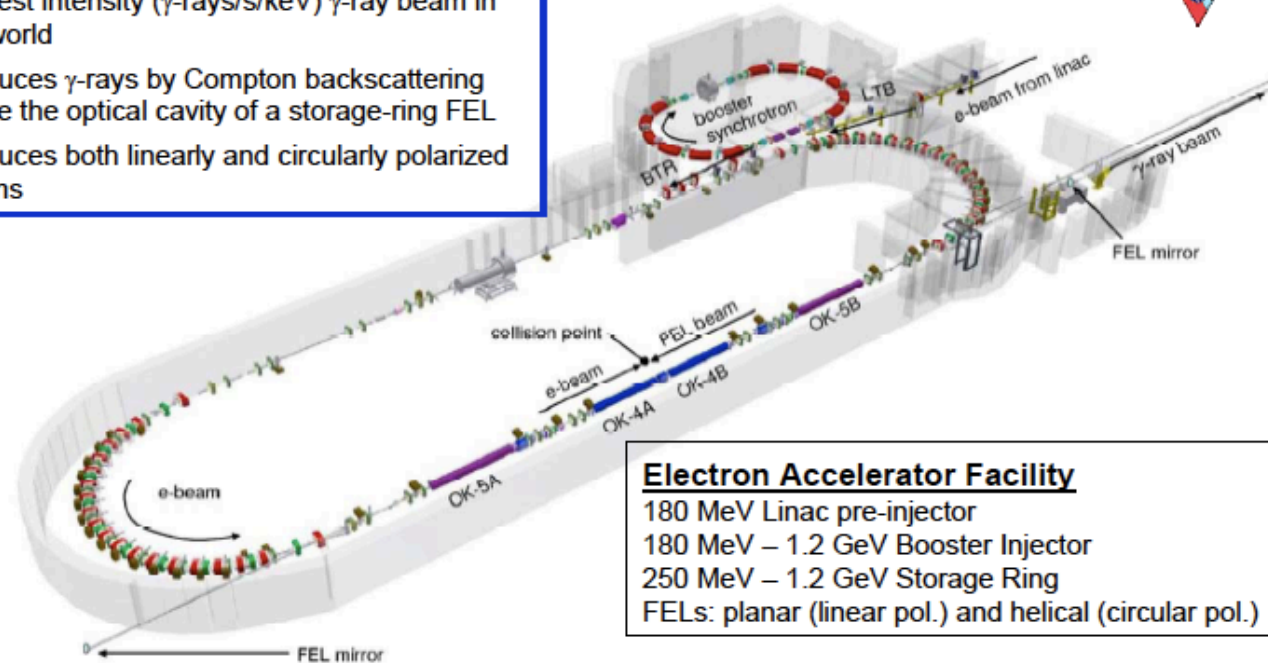 est intensity (γ-rays/s/keV) γ-ray beam in
world
uces γ-rays by Compton backscattering
e the optical cavity of a storage-ring FEL
uces both linearly and circularly polarized
ns
booster
synchrotron
LTB
e-beam from linac
BTR
γ-ray beam
FEL mirror
collision point
FEL beam
OK-5B
e-beam
OK-4B
OK-4A
OK-5A
e-beam
FEL mirror
Electron Accelerator Facility
180 MeV Linac pre-injector
180 MeV – 1.2 GeV Booster Injector
250 MeV – 1.2 GeV Storage Ring
FELs: planar (linear pol.) and helical (circular pol.)